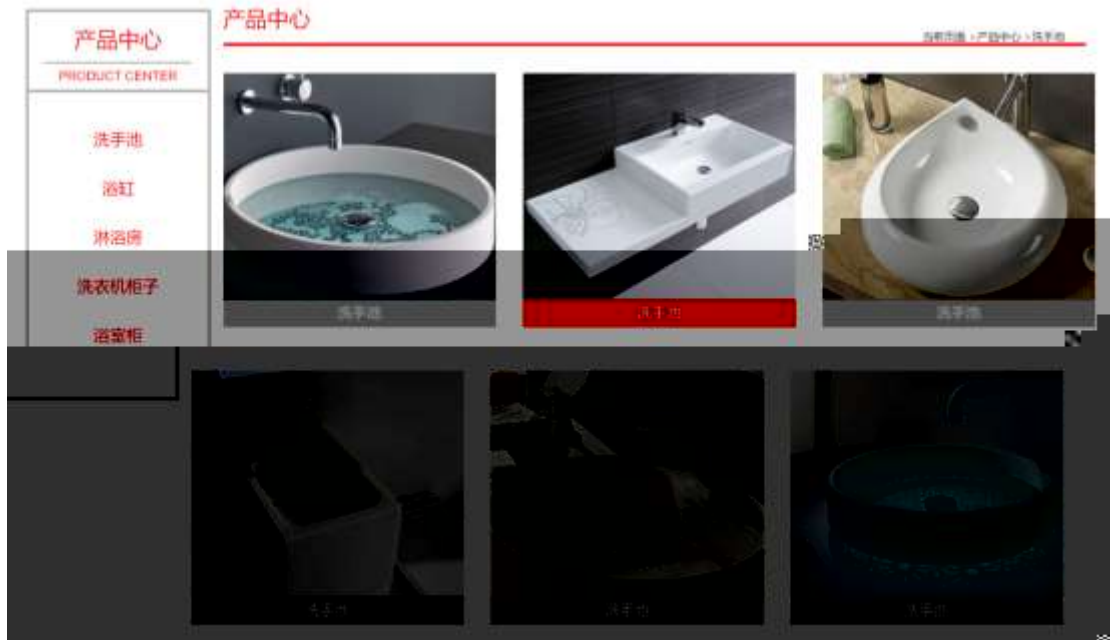 产品中心
PRODUCT CENTER
洗手池
浴缸
淋浴房
洗衣机柜子
浴室柜
产品中心
当前页面 > 产品中心 > 洗手池
洗手池
洗手池
洗手池
洗手池
洗手池
洗手池